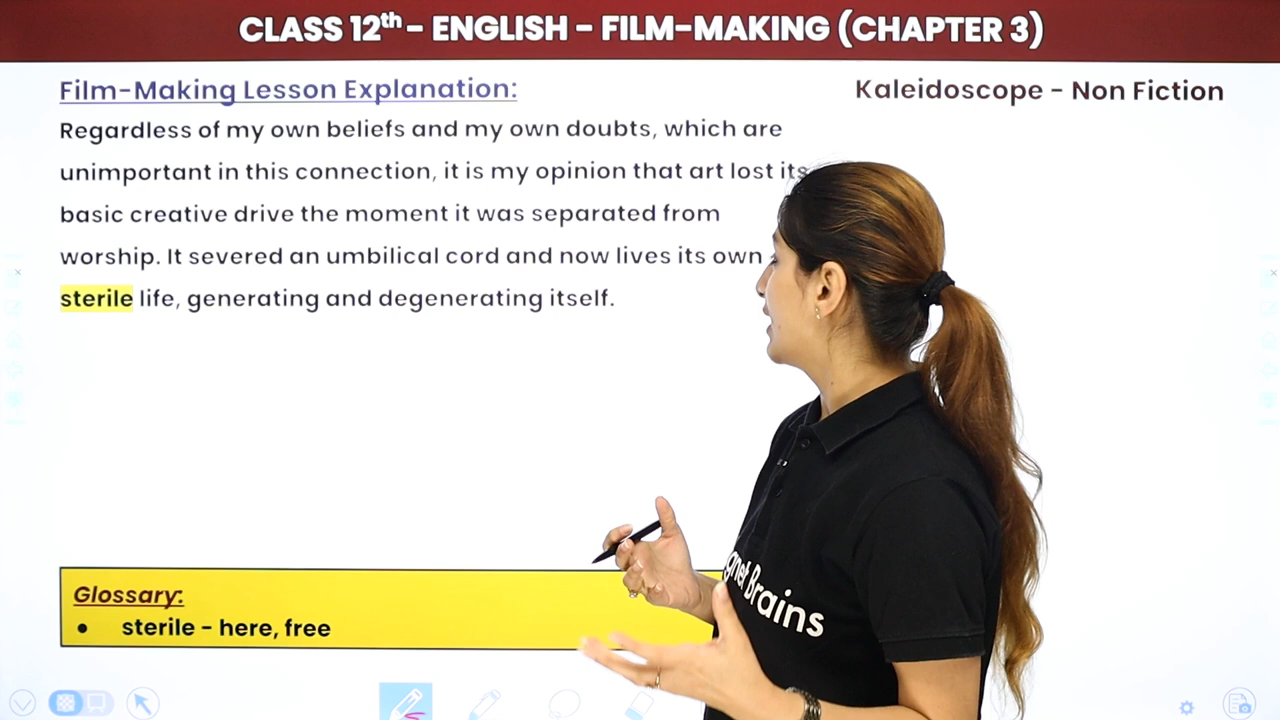 CLASS 12th - ENGLISH - FILM-MAKING (CHAPTER 3)
Film-Making Lesson Explanation:
Kaleidoscope - Non Fiction
Regardless of my own beliefs and my own doubts, which are
unimportant in this connection, it is my opinion that art lost its
basic creative drive the moment it was separated from
worship. It severed an umbilical cord and now lives its own
sterile life, generating and degenerating itself.
Glossary:
• sterile - here, free
gnet Brains